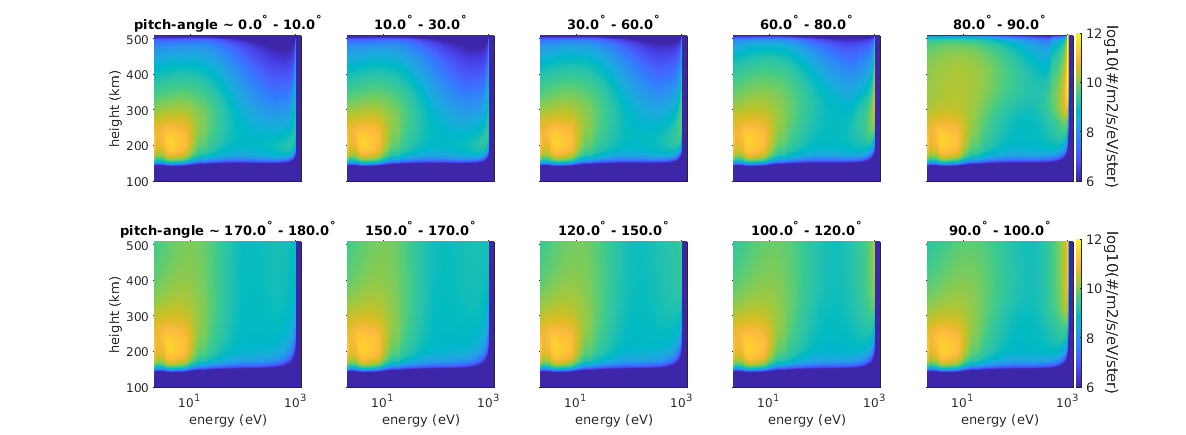 pitch-angle ~ 0.0° - 10.0°
10.0° - 30.0°
30.0° - 60.0°
60.0° - 80.0°
80.0° - 90.0°
height (km)
500
400
300
200
100
12
10
8
6
log10(#/m2/s/eV/ster)
pitch-angle ~ 170.0° - 180.0°
150.0° - 170.0°
120.0° - 150.0°
100.0° - 120.0°
90.0° - 100.0°
height (km)
500
400
300
200
100
12
10
8
6
log10(#/m2/s/eV/ster)
10¹ 10³
10¹ 10³
10¹ 10³
10¹ 10³
10¹ 10³
energy (eV)
energy (eV)
energy (eV)
energy (eV)
energy (eV)